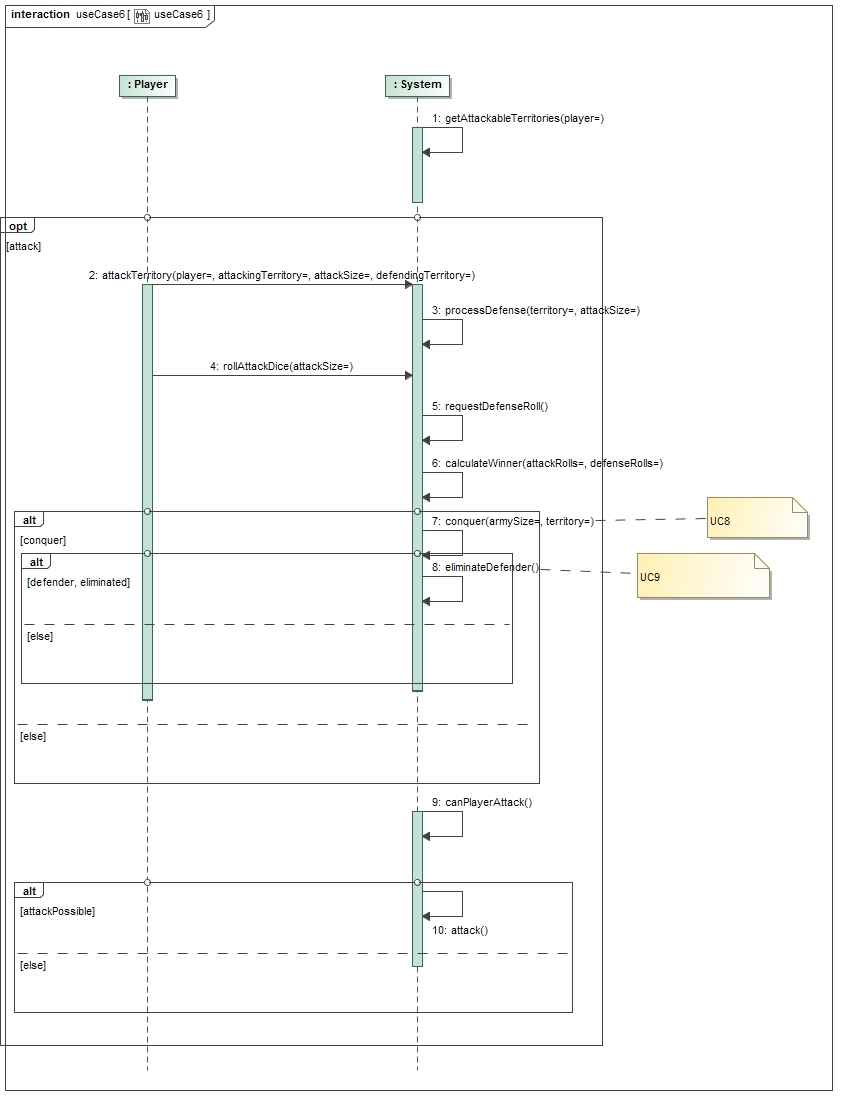 interaction useCase6[ useCase6 ]
: Player
: System
1: getAttackableTerritories(player=)
opt
[attack]
2: attackTerritory(player=, attackingTerritory=, attackSize=, defendingTerritory=)
3: processDefense(territory=, attackSize=)
4: rollAttackDice(attackSize=)
5: requestDefenseRoll()
6: calculateWinner(attackRolls=, defenseRolls=)
alt
7: conquer(armySize=, territory=)
UC8
[conquer]
alt
8: eliminateDefender()
UC9
[defender, eliminated]
[else]
[else]
9: canPlayerAttack()
alt
[attackPossible]
10: attack()
[else]